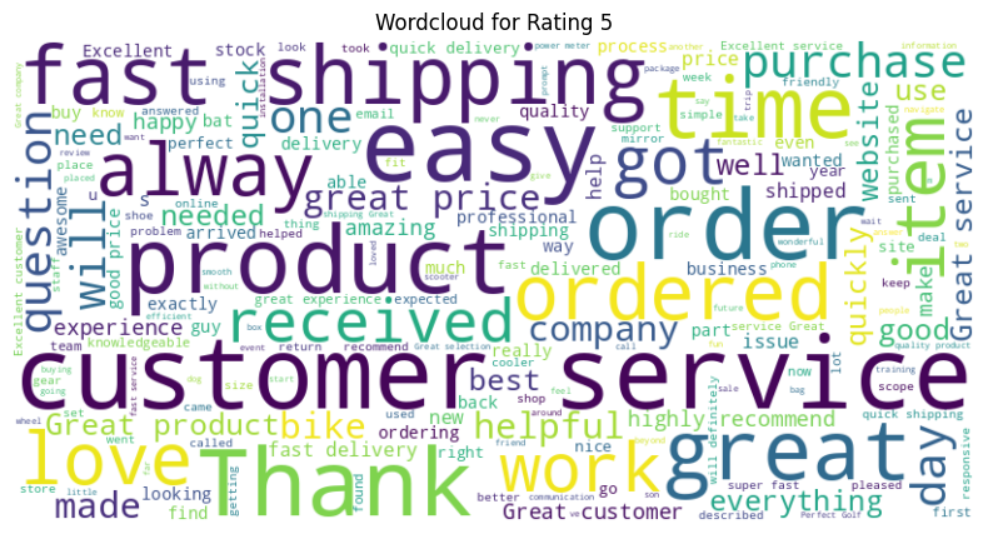 Wordcloud for Rating 5
Excellent stock look took quick delivery power meter process another Excellent service information
fast shipping price purchase
Great company using installation package week friendly
buy know answered quick one email prompt quality never say trip take time use
need want happy bat simple website
question review perfect delivery support mirror fantastic even navigate see
place alway easy got well wanted purchased item
placed u online able fit give help bought year shipped sent
will s great price order
awesome shoe needed thing shipping Great professional ride wonderful wait answer Great service
problem arrived helped amazing shipping way site deal two
staff good price product loved much fast delivered business phone quickly make keep
Excellent customer smooth without scooter ordered
exactly great experience expected future people
efficient received company part service Great good
experience guy box issue fun
team knowledgeable event return recommend Great selection really call lot quality product
customer service
buying fast service cooler now training
gear dog size start best shop feel sale bag scope
going back around
wheel set came used new highly recommend quick shipping
Great product bike helpful will definitely great
love went called fast delivery ordering right friend nice beyond day responsive
Thank work
store far getting found better go super fast pleased
little looking communication son everything
made find Great ve customer described Perfect Golf first